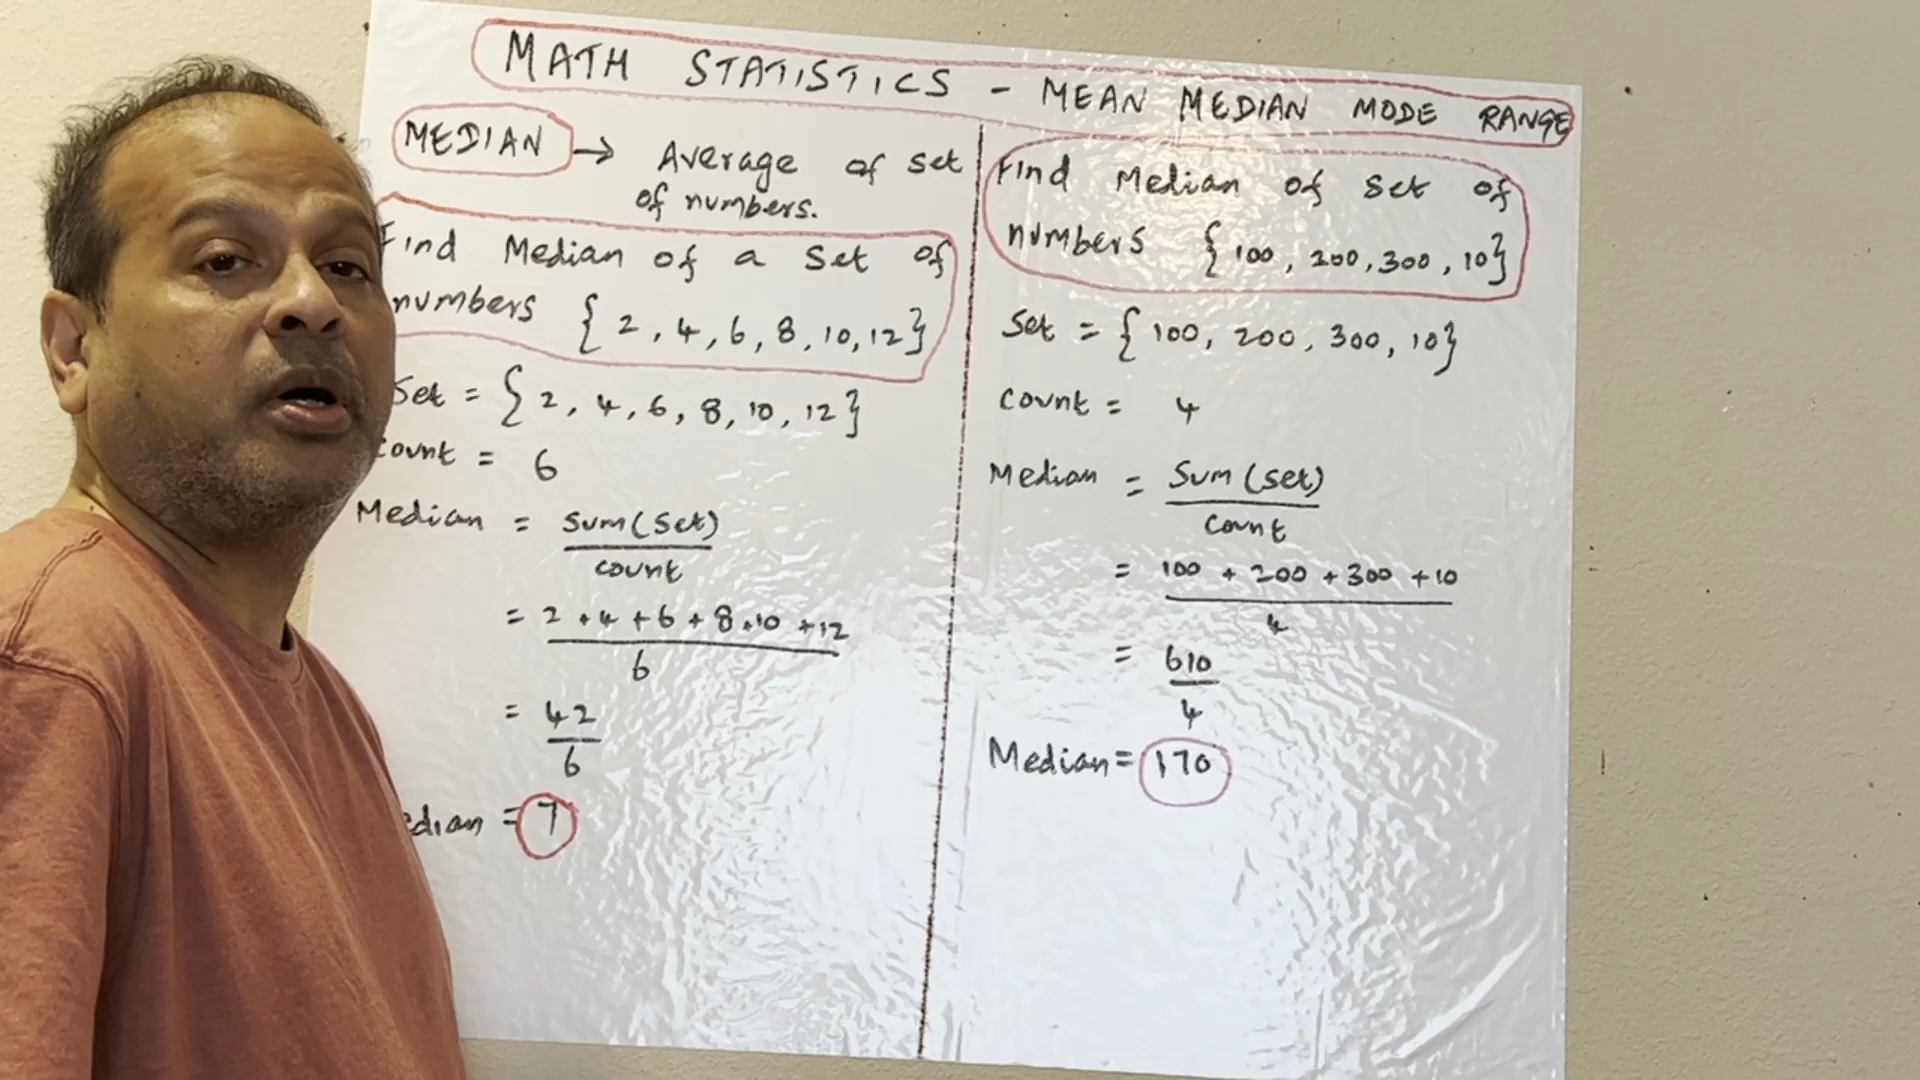 MATH STATISTICS - MEAN MEDIAN MODE RANGE
MEDIAN → Average of set
of numbers.
Find Median of a Set of
numbers { 2, 4, 6, 8, 10, 12}
Set = { 2, 4, 6, 8, 10, 12}
count = 6
Median = Sum(Set)
count
= 2 + 4 + 6 + 8 + 10 + 12
6
= 42
6
edian = 7
Find Median of Set of
numbers { 100, 200, 300, 10}
Set = { 100, 200, 300, 10}
count = 4
Median = Sum (set)
count
= 100 + 200 + 300 + 10
4
= 610
4
Median = 170